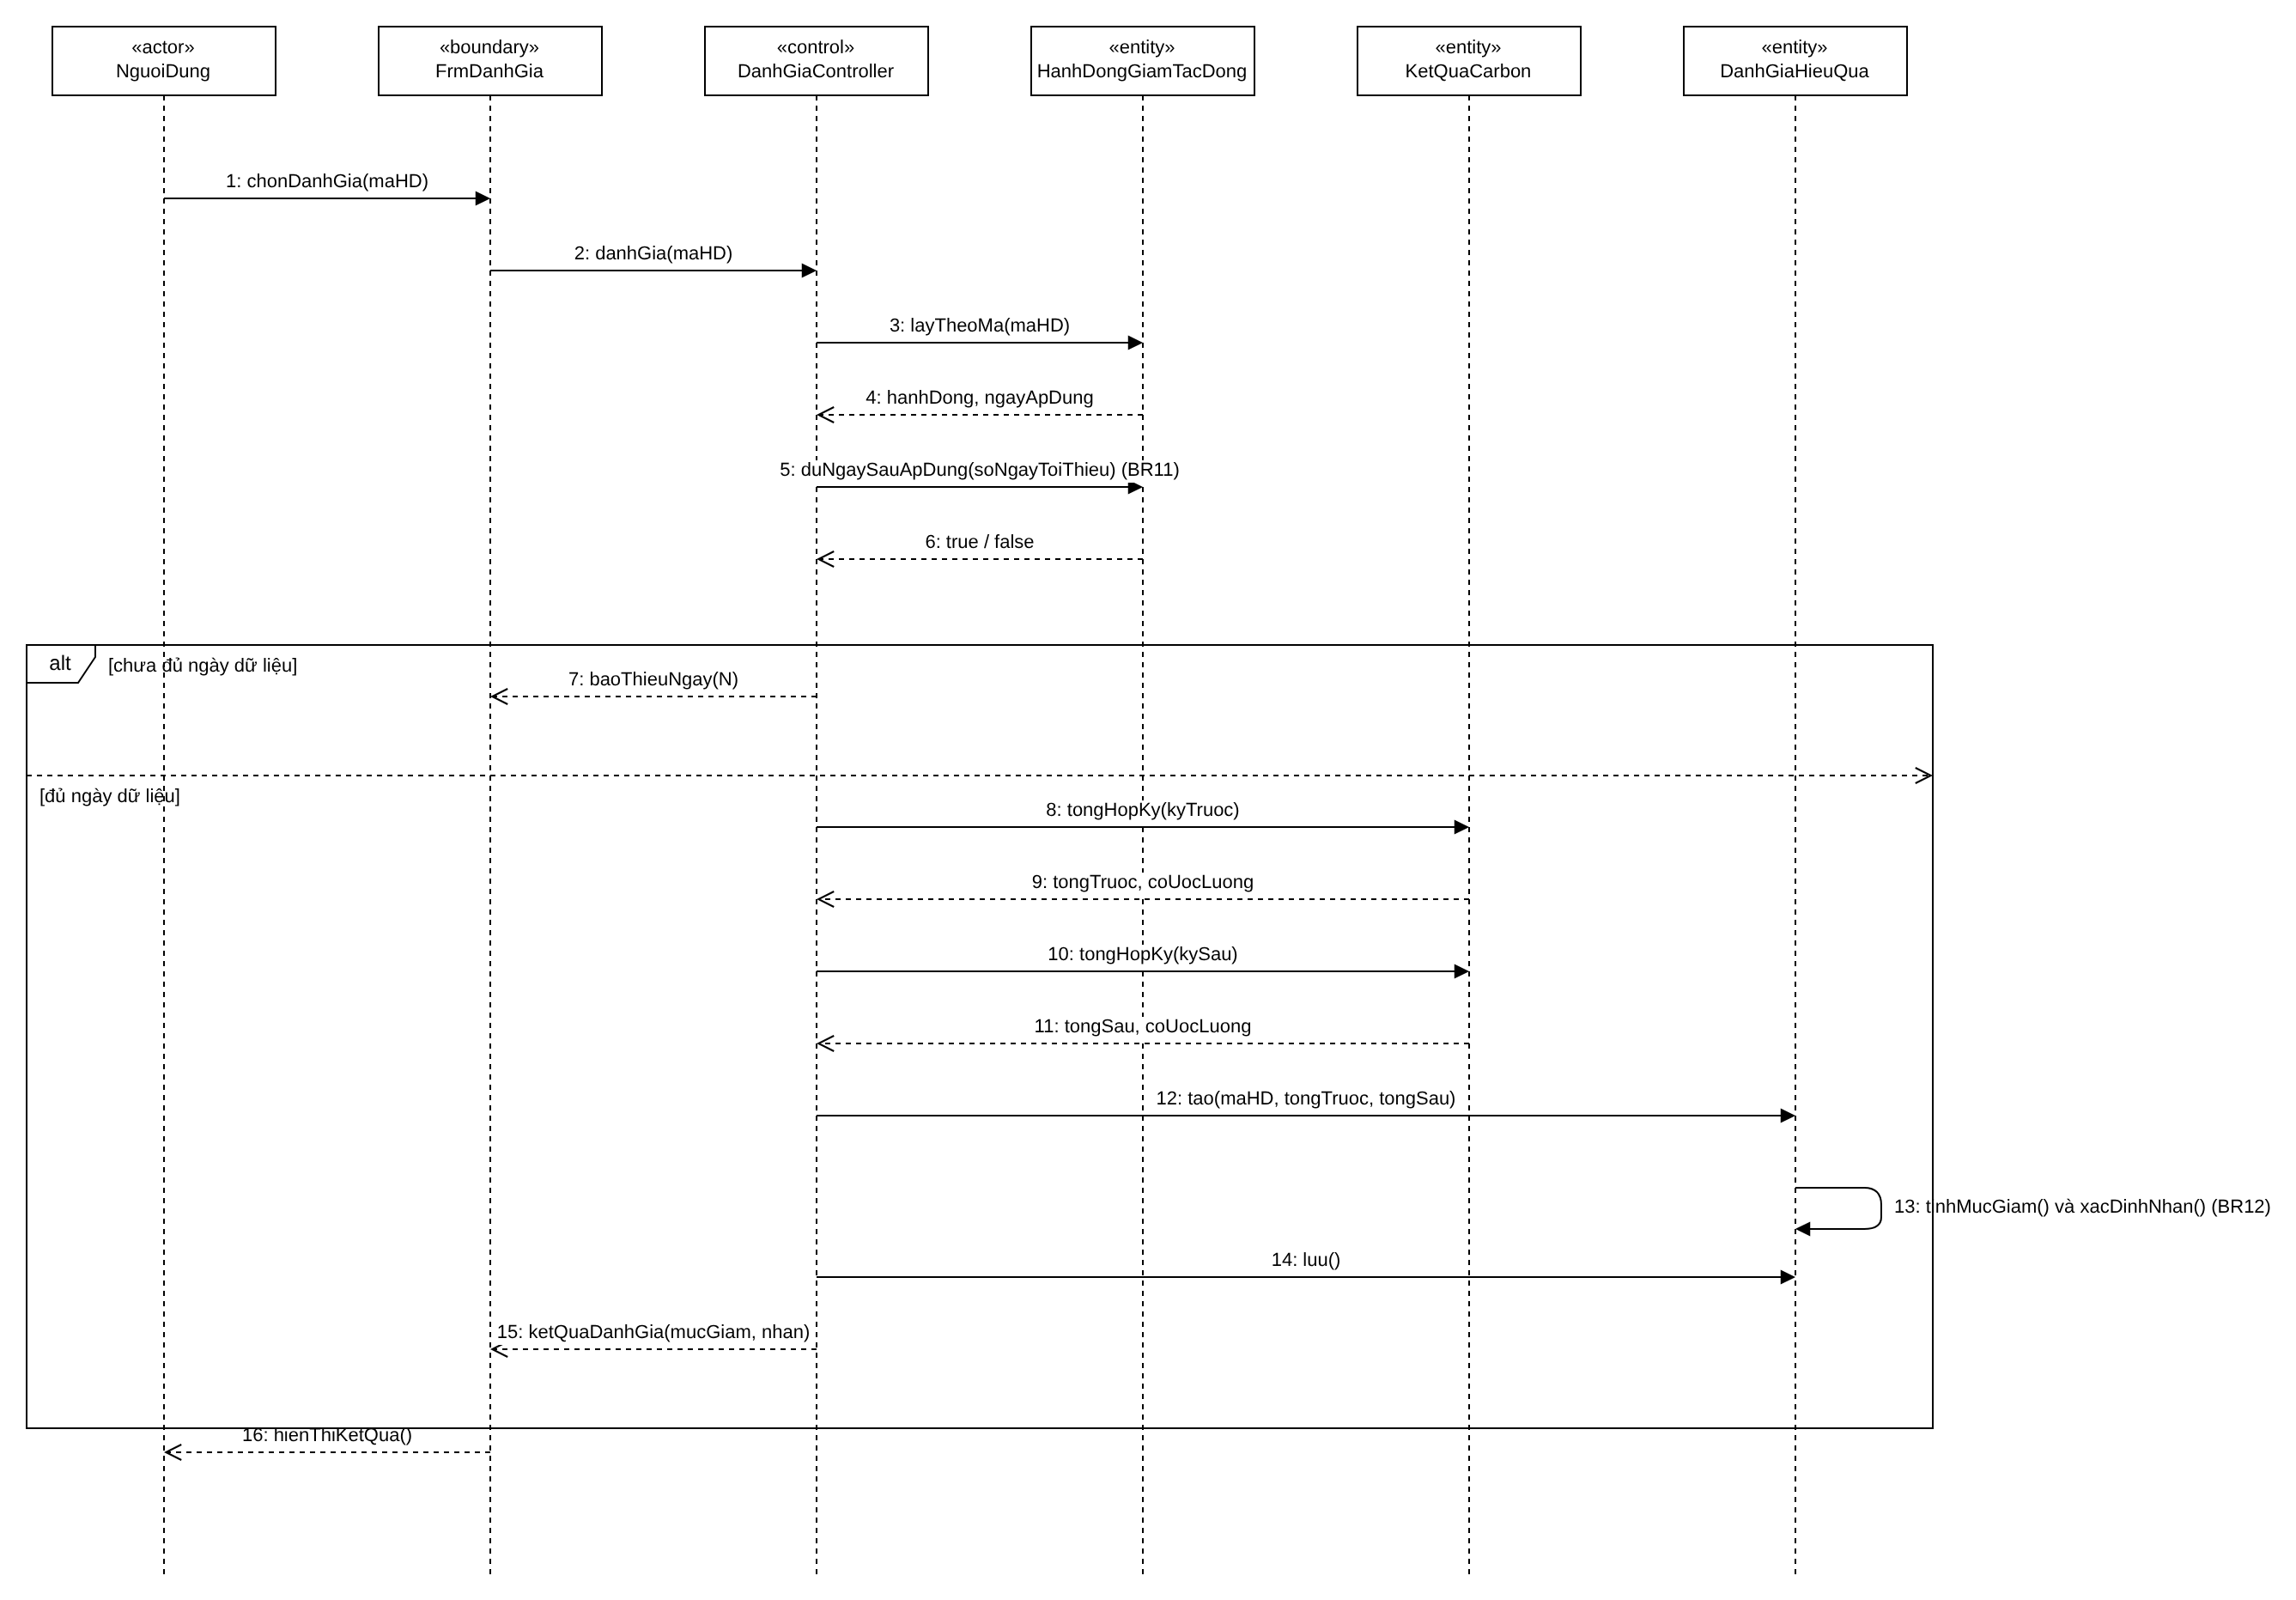 «actor»
NguoiDung
«boundary»
FrmDanhGia
«control»
DanhGiaController
«entity»
HanhDongGiamTacDong
«entity»
KetQuaCarbon
«entity»
DanhGiaHieuQua
1: chonDanhGia(maHD)
2: danhGia(maHD)
3: layTheoMa(maHD)
4: hanhDong, ngayApDung
5: duNgaySauApDung(soNgayToiThieu) (BR11)
6: true / false
alt
[chưa đủ ngày dữ liệu]
7: baoThieuNgay(N)
[đủ ngày dữ liệu]
8: tongHopKy(kyTruoc)
9: tongTruoc, coUocLuong
10: tongHopKy(kySau)
11: tongSau, coUocLuong
12: tao(maHD, tongTruoc, tongSau)
13: tinhMucGiam() và xacDinhNhan() (BR12)
14: luu()
15: ketQuaDanhGia(mucGiam, nhan)
16: hienThiKetQua()